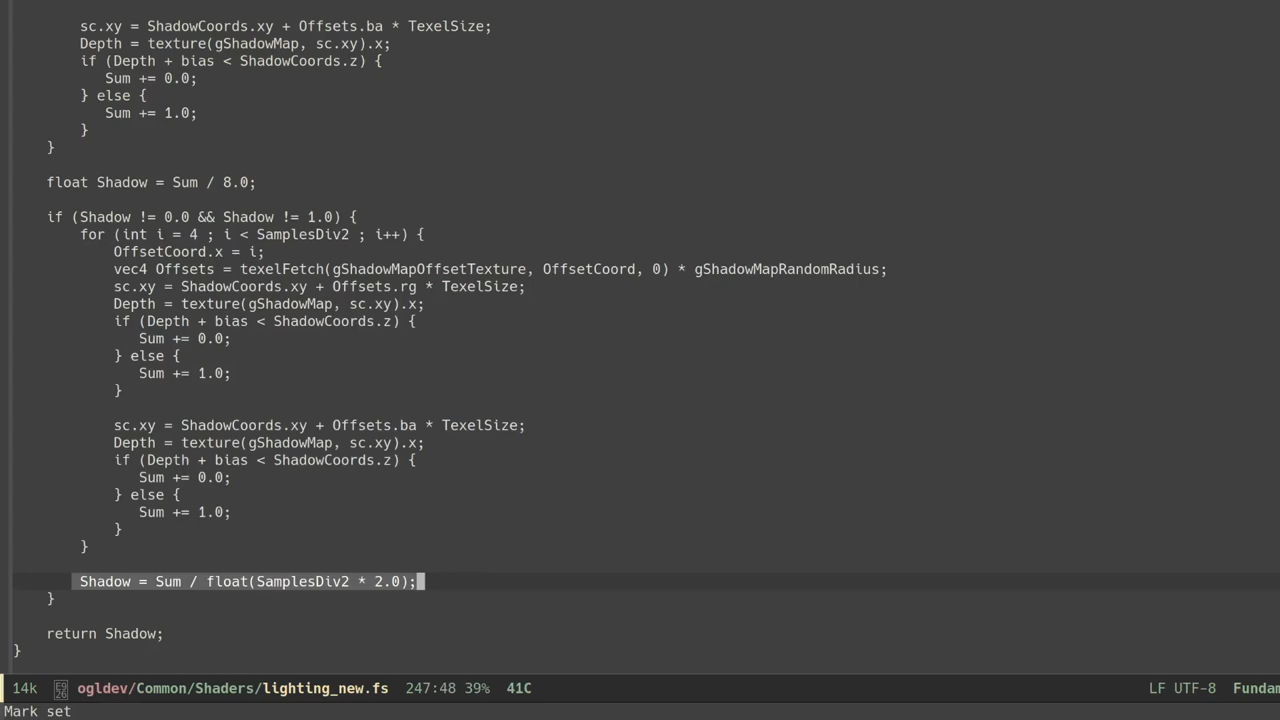 sc.xy = ShadowCoords.xy + Offsets.ba * TexelSize;
Depth = texture(gShadowMap, sc.xy).x;
if (Depth + bias < ShadowCoords.z) {
Sum += 0.0;
} else {
Sum += 1.0;
}
}
float Shadow = Sum / 8.0;
if (Shadow != 0.0 && Shadow != 1.0) {
for (int i = 4 ; i < SamplesDiv2 ; i++) {
OffsetCoord.x = i;
vec4 Offsets = texelFetch(gShadowMapOffsetTexture, OffsetCoord, 0) * gShadowMapRandomRadius;
sc.xy = ShadowCoords.xy + Offsets.rg * TexelSize;
Depth = texture(gShadowMap, sc.xy).x;
if (Depth + bias < ShadowCoords.z) {
Sum += 0.0;
} else {
Sum += 1.0;
}
sc.xy = ShadowCoords.xy + Offsets.ba * TexelSize;
Depth = texture(gShadowMap, sc.xy).x;
if (Depth + bias < ShadowCoords.z) {
Sum += 0.0;
} else {
Sum += 1.0;
}
}
Shadow = Sum / float(SamplesDiv2 * 2.0);
}
return Shadow;
}
14k E926 ogldev/Common/Shaders/lighting_new.fs 247:48 39% 41C LF UTF-8 Fundam
Mark set